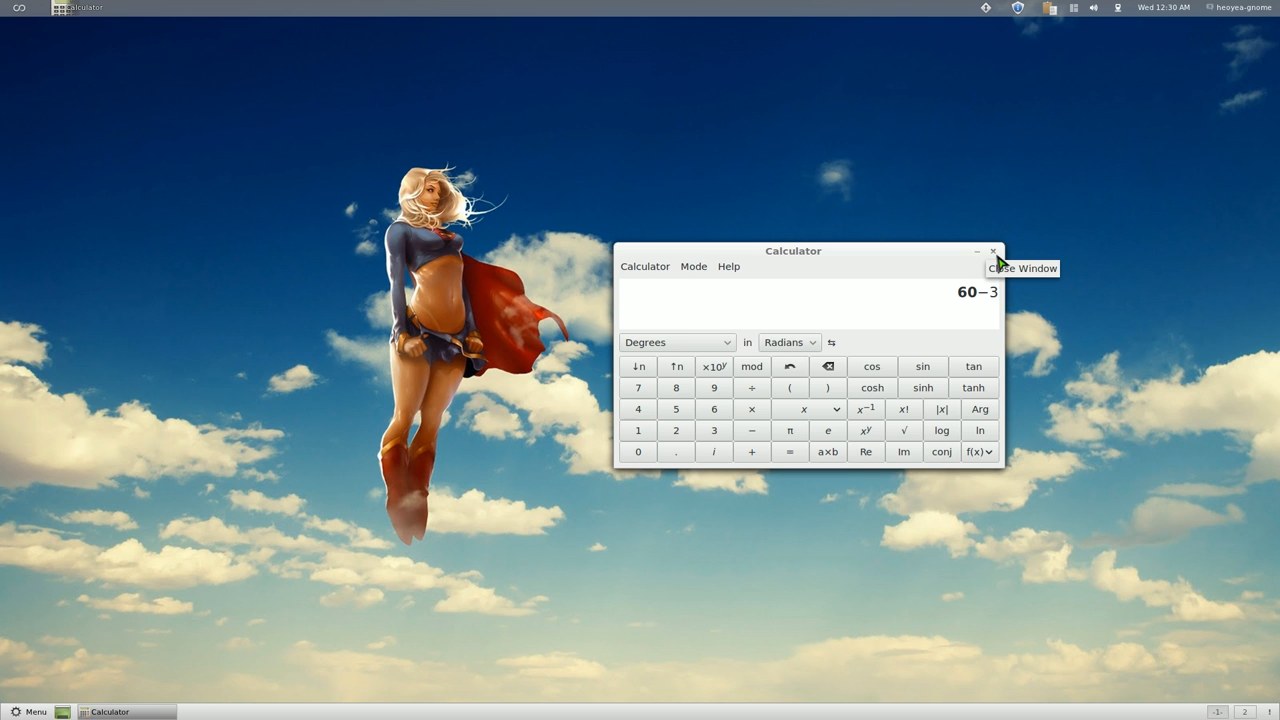 Calculator
Wed 12:30 AM
heoyea-gnome
Calculator
Calculator Mode Help
Close Window
60−3
Degrees in Radians ⇆
↓n ↑n ×10y mod cos sin tan
7 8 9 ÷ ( ) cosh sinh tanh
4 5 6 × x x−1 x! |x| Arg
1 2 3 − π e xy √ log ln
0 . i + = a×b Re Im conj f(x)
Menu Calculator -1- 2 !